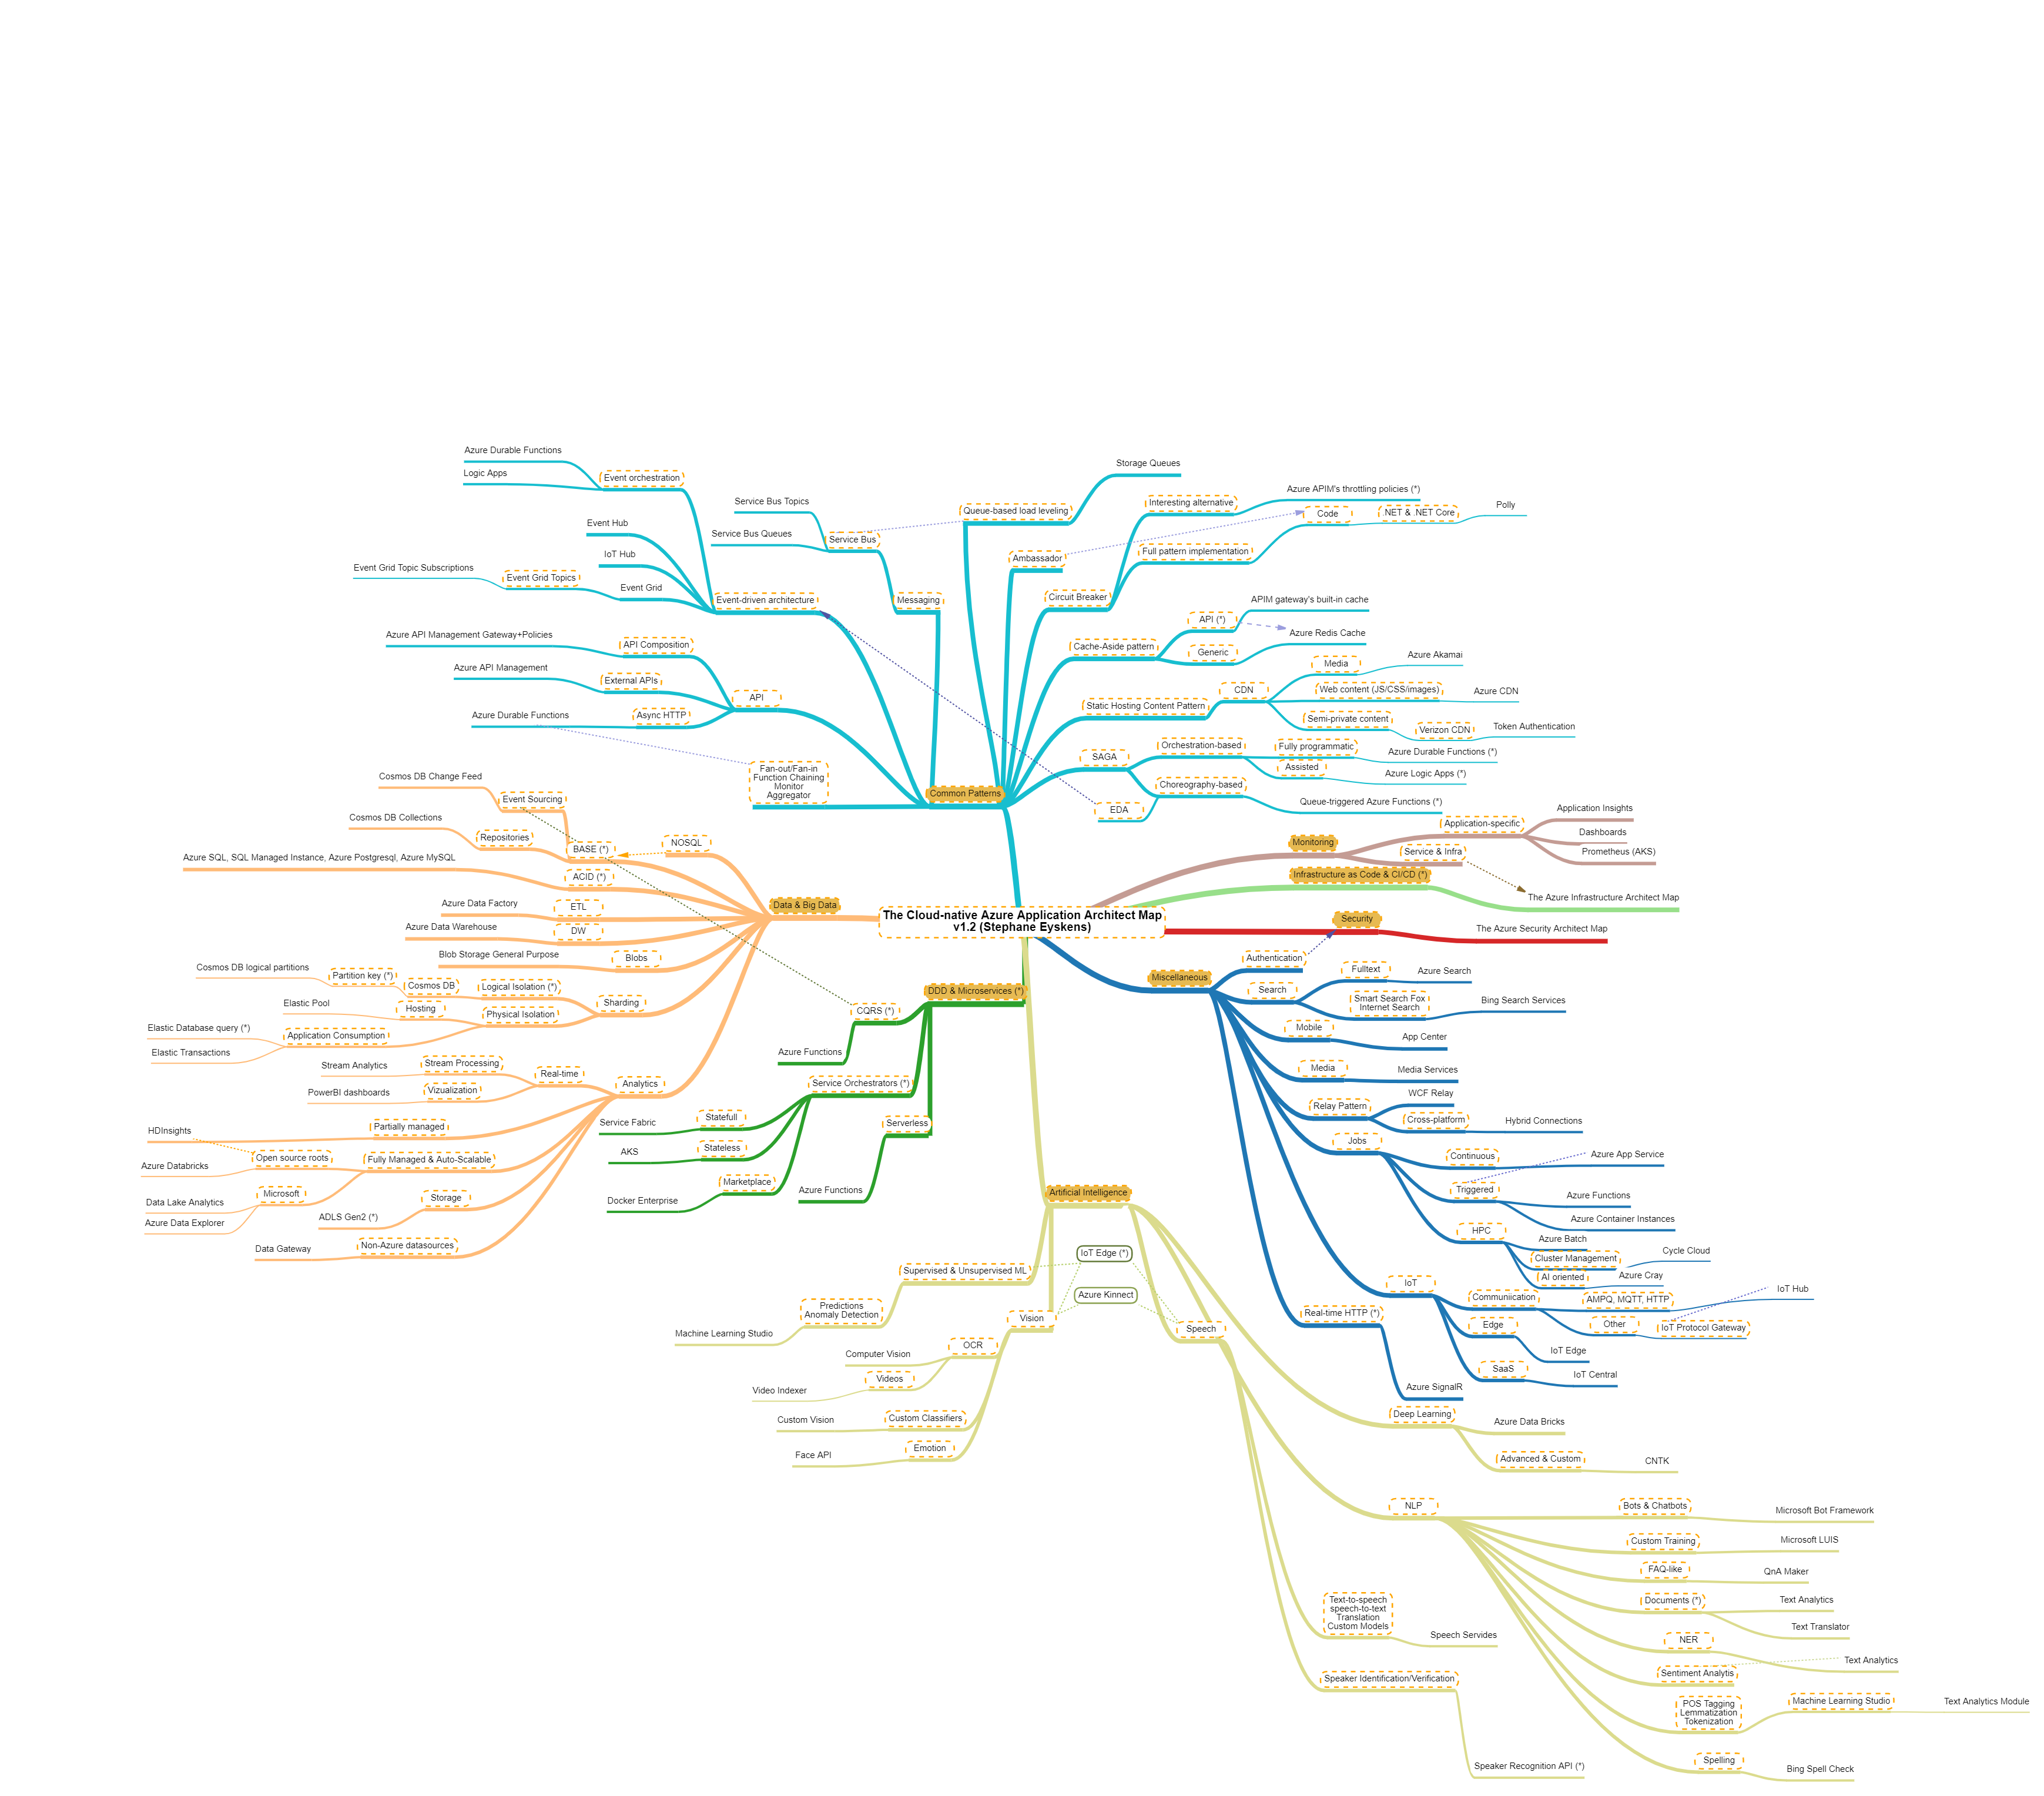 Azure Durable Functions
Logic Apps
Event orchestration
Event Hub
IoT Hub
Event Grid Topic Subscriptions
Event Grid Topics
Event Grid
Event-driven architecture
Service Bus Topics
Service Bus Queues
Service Bus
Messaging
Azure API Management Gateway+Policies
API Composition
Azure API Management
External APIs
Azure Durable Functions
Async HTTP
API
Fan-out/Fan-in
Function Chaining
Monitor
Aggregator
Common Patterns
Storage Queues
Queue-based load leveling
Ambassador
Circuit Breaker
Interesting alternative
Azure APIM's throttling policies (*)
Full pattern implementation
Code
.NET & .NET Core
Polly
Cache-Aside pattern
API (*)
APIM gateway's built-in cache
Generic
Azure Redis Cache
Static Hosting Content Pattern
CDN
Media
Azure Akamai
Web content (JS/CSS/images)
Azure CDN
Semi-private content
Verizon CDN
Token Authentication
SAGA
Orchestration-based
Fully programmatic
Azure Durable Functions (*)
Assisted
Azure Logic Apps (*)
Choreography-based
Queue-triggered Azure Functions (*)
EDA
Monitoring
Application-specific
Application Insights
Dashboards
Prometheus (AKS)
Service & Infra
Infrastructure as Code & CI/CD (*)
The Azure Infrastructure Architect Map
Security
The Azure Security Architect Map
The Cloud-native Azure Application Architect Map
v1.2 (Stephane Eyskens)
Cosmos DB Change Feed
Event Sourcing
Cosmos DB Collections
Repositories
BASE (*)
NOSQL
Azure SQL, SQL Managed Instance, Azure Postgresql, Azure MySQL
ACID (*)
Azure Data Factory
ETL
Azure Data Warehouse
DW
Blob Storage General Purpose
Blobs
Data & Big Data
Cosmos DB logical partitions
Partition key (*)
Cosmos DB
Logical Isolation (*)
Elastic Pool
Hosting
Physical Isolation
Sharding
Elastic Database query (*)
Elastic Transactions
Application Consumption
Stream Analytics
Stream Processing
Real-time
PowerBI dashboards
Vizualization
Analytics
HDInsights
Partially managed
Azure Databricks
Open source roots
Fully Managed & Auto-Scalable
Data Lake Analytics
Azure Data Explorer
Microsoft
ADLS Gen2 (*)
Storage
Data Gateway
Non-Azure datasources
DDD & Microservices (*)
CQRS (*)
Azure Functions
Service Orchestrators (*)
Statefull
Service Fabric
Stateless
AKS
Marketplace
Docker Enterprise
Serverless
Azure Functions
Miscellaneous
Authentication
Search
Fulltext
Azure Search
Smart Search Fox
Internet Search
Bing Search Services
Mobile
App Center
Media
Media Services
Relay Pattern
WCF Relay
Cross-platform
Hybrid Connections
Jobs
Continuous
Azure App Service
Triggered
Azure Functions
Azure Container Instances
HPC
Azure Batch
Cluster Management
Cycle Cloud
AI oriented
Azure Cray
IoT
Communiication
AMPQ, MQTT, HTTP
IoT Hub
Other
IoT Protocol Gateway
Edge
IoT Edge
SaaS
IoT Central
Real-time HTTP (*)
Azure SignalR
Artificial Intelligence
IoT Edge (*)
Azure Kinnect
Supervised & Unsupervised ML
Predictions
Anomaly Detection
Machine Learning Studio
Vision
OCR
Computer Vision
Videos
Video Indexer
Custom Classifiers
Custom Vision
Emotion
Face API
Speech
Text-to-speech
speech-to-text
Translation
Custom Models
Speech Servides
Speaker Identification/Verification
Speaker Recognition API (*)
Deep Learning
Azure Data Bricks
Advanced & Custom
CNTK
NLP
Bots & Chatbots
Microsoft Bot Framework
Custom Training
Microsoft LUIS
FAQ-like
QnA Maker
Documents (*)
Text Analytics
Text Translator
NER
Text Analytics
Sentiment Analytis
POS Tagging
Lemmatization
Tokenization
Machine Learning Studio
Text Analytics Module
Spelling
Bing Spell Check